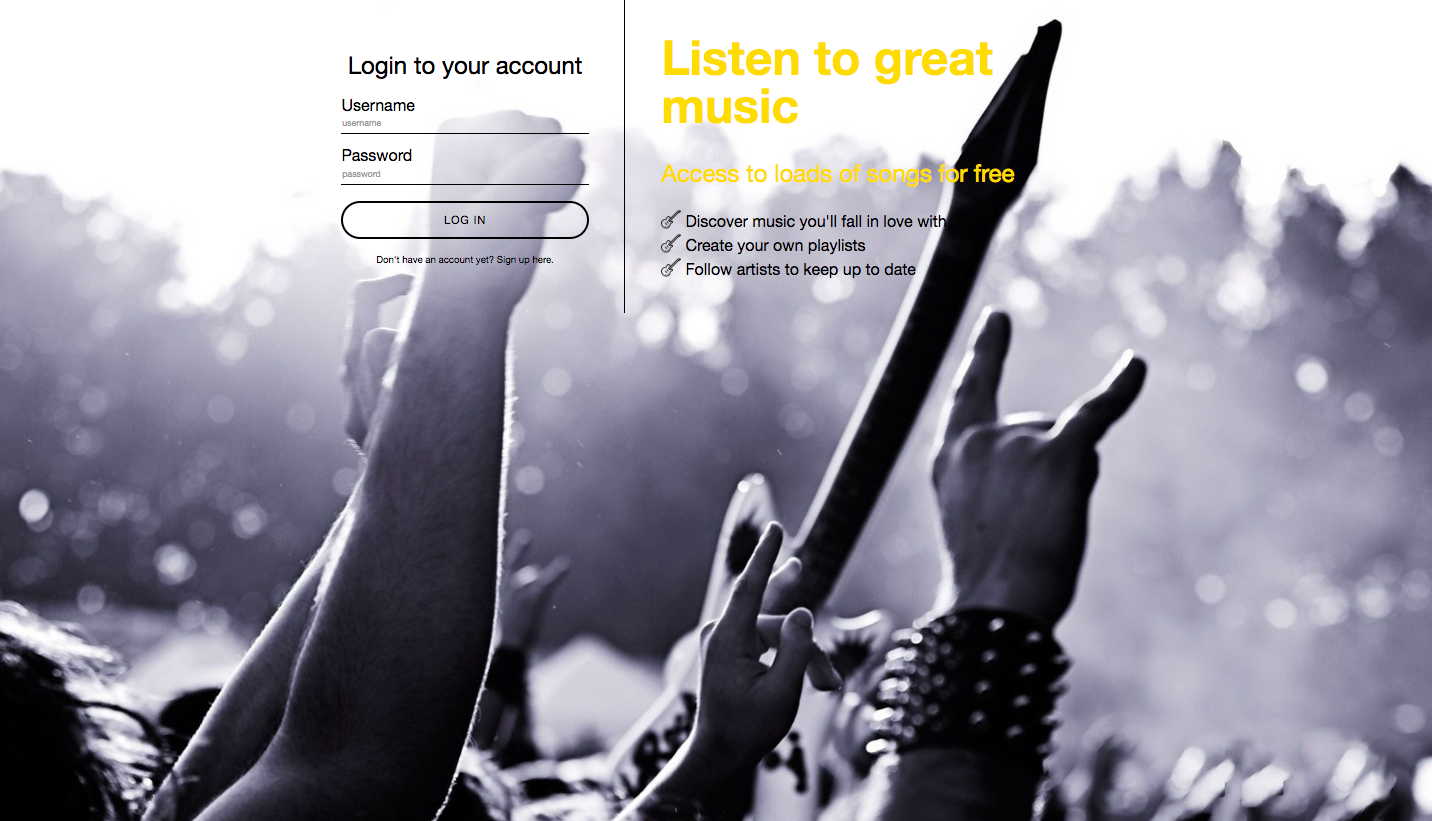 Login to your account
Username
username
Password
password
LOG IN
Don't have an account yet? Sign up here.
Listen to great
music
Access to loads of songs for free
Discover music you'll fall in love with
Create your own playlists
Follow artists to keep up to date